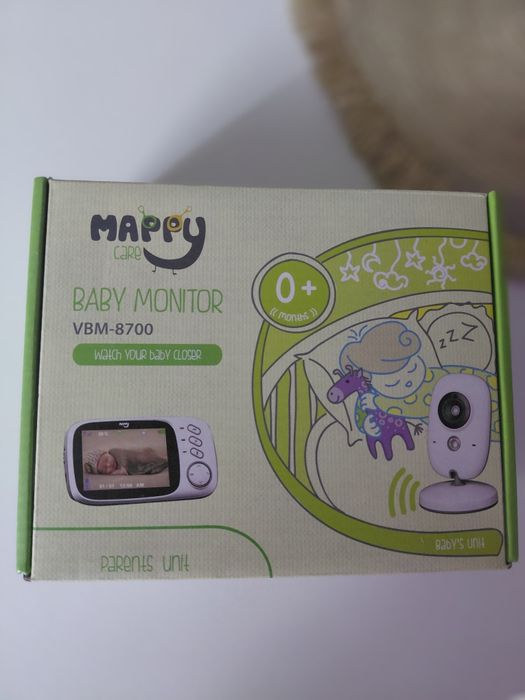 MAPPY
care
BABY MONITOR
VBM-8700
Watch YOUR baby CLOSER
0+
(( months ))
zzz
Parents unit
Baby's unit